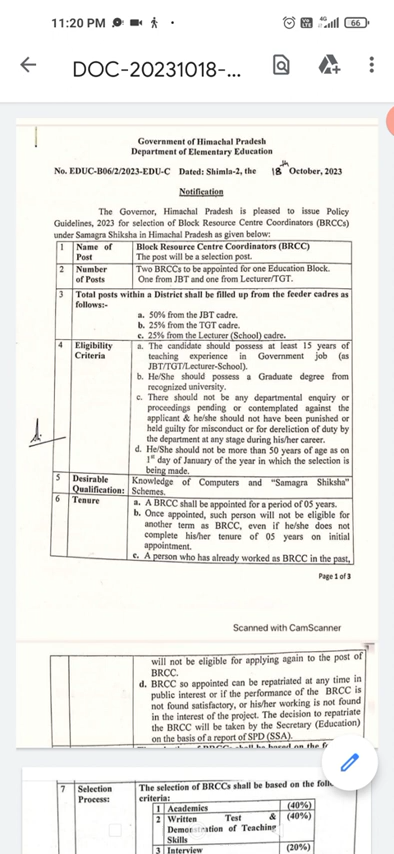 11:20 PM
4G
66
DOC-20231018-...
Government of Himachal Pradesh
Department of Elementary Education
No. EDUC-B06/2/2023-EDU-C Dated: Shimla-2, the 18th October, 2023
Notification
The Governor, Himachal Pradesh is pleased to issue Policy
Guidelines, 2023 for selection of Block Resource Centre Coordinators (BRCCs)
under Samagra Shiksha in Himachal Pradesh as given below:
1 Name of Block Resource Centre Coordinators (BRCC)
Post The post will be a selection post.
2 Number Two BRCCs to be appointed for one Education Block.
of Posts One from JBT and one from Lecturer/TGT.
3 Total posts within a District shall be filled up from the feeder cadres as
follows:-
a. 50% from the JBT cadre.
b. 25% from the TGT cadre.
c. 25% from the Lecturer (School) cadre.
4 Eligibility a. The candidate should possess at least 15 years of
Criteria teaching experience in Government job (as
JBT/TGT/Lecturer-School).
b. He/She should possess a Graduate degree from
recognized university.
c. There should not be any departmental enquiry or
proceedings pending or contemplated against the
applicant & he/she should not have been punished or
held guilty for misconduct or for dereliction of duty by
the department at any stage during his/her career.
d. He/She should not be more than 50 years of age as on
1st day of January of the year in which the selection is
being made.
5 Desirable Knowledge of Computers and "Samagra Shiksha"
Qualification: Schemes.
6 Tenure a. A BRCC shall be appointed for a period of 05 years.
b. Once appointed, such person will not be eligible for
another term as BRCC, even if he/she does not
complete his/her tenure of 05 years on initial
appointment.
c. A person who has already worked as BRCC in the past,
Page 1 of 3
Scanned with CamScanner
will not be eligible for applying again to the post of
BRCC.
d. BRCC so appointed can be repatriated at any time in
public interest or if the performance of the BRCC is
not found satisfactory, or his/her working is not found
in the interest of the project. The decision to repatriate
the BRCC will be taken by the Secretary (Education)
on the basis of a report of SPD (SSA).
7 Selection The selection of BRCCs shall be based on the
Process: criteria:
1 Academics (40%)
2 Written Test & (40%)
Demonstration of Teaching
Skills
3 Interview (20%)